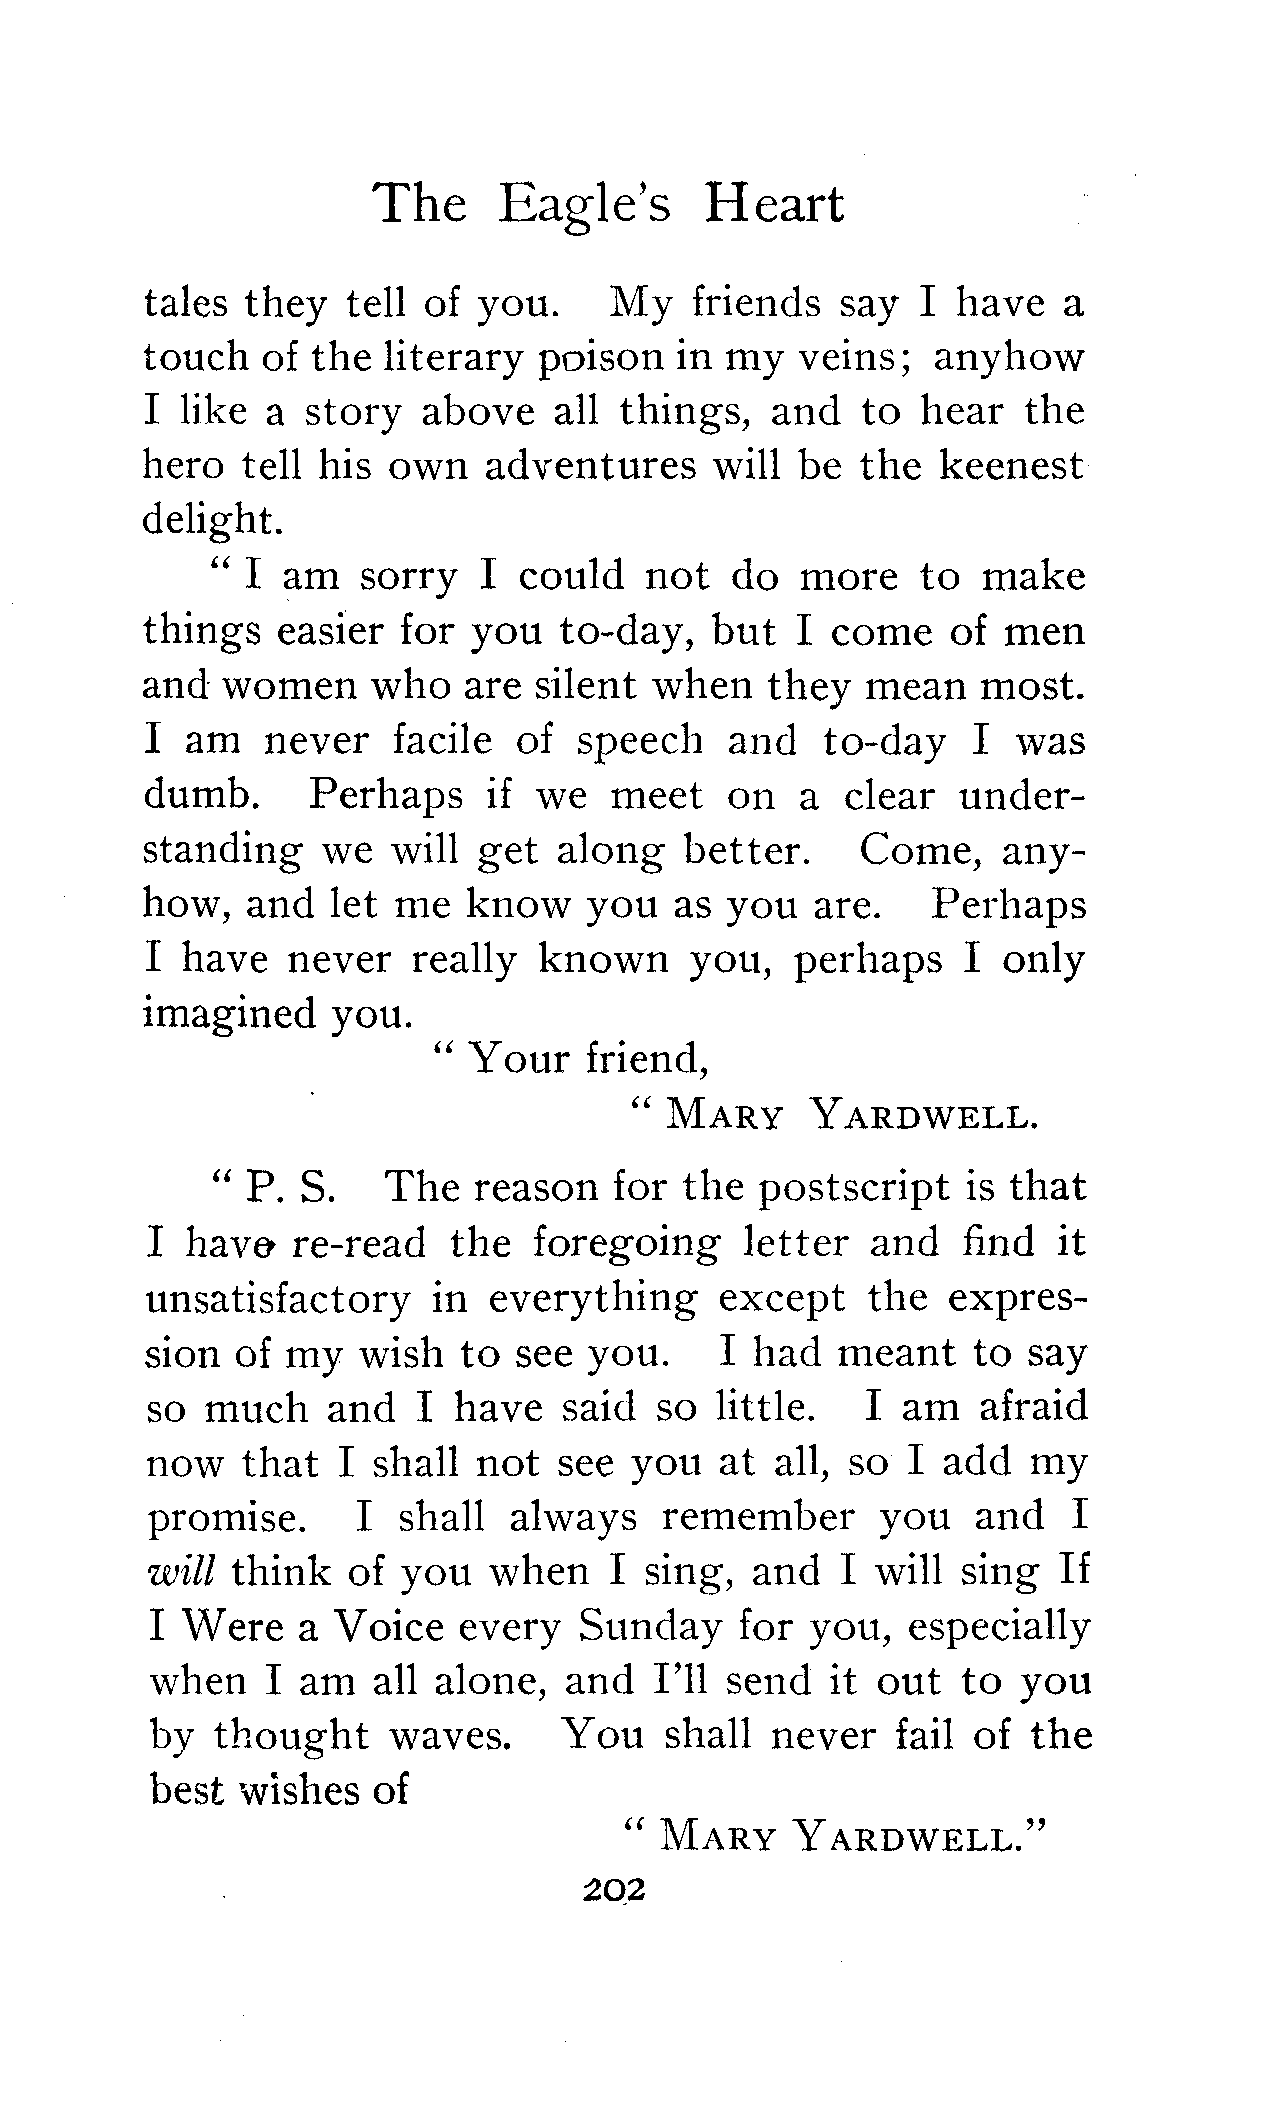 The Eagle's Heart
tales they tell of you. My friends say I have a
touch of the literary poison in my veins; anyhow
I like a story above all things, and to hear the
hero tell his own adventures will be the keenest
delight.
" I am sorry I could not do more to make
things easier for you to-day, but I come of men
and women who are silent when they mean most.
I am never facile of speech and to-day I was
dumb. Perhaps if we meet on a clear under-
standing we will get along better. Come, any-
how, and let me know you as you are. Perhaps
I have never really known you, perhaps I only
imagined you.
" Your friend,
" MARY YARDWELL.
" P. S. The reason for the postscript is that
I have re-read the foregoing letter and find it
unsatisfactory in everything except the expres-
sion of my wish to see you. I had meant to say
so much and I have said so little. I am afraid
now that I shall not see you at all, so I add my
promise. I shall always remember you and I
will think of you when I sing, and I will sing If
I Were a Voice every Sunday for you, especially
when I am all alone, and I'll send it out to you
by thought waves. You shall never fail of the
best wishes of
" MARY YARDWELL."
202